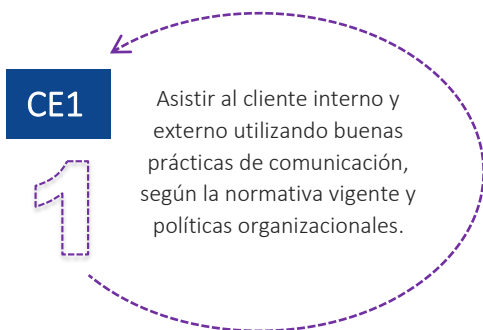 CE1
1
Asistir al cliente interno y
externo utilizando buenas
prácticas de comunicación,
según la normativa vigente y
políticas organizacionales.